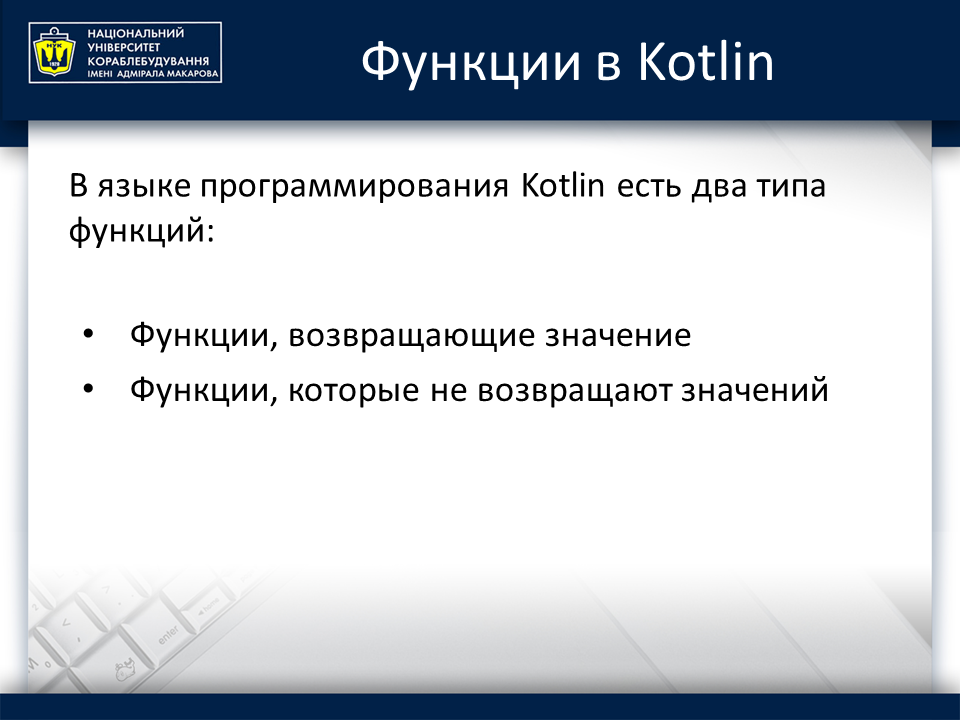 НУК
1920
НАЦІОНАЛЬНИЙ
УНІВЕРСИТЕТ
КОРАБЛЕБУДУВАННЯ
ІМЕНІ АДМІРАЛА МАКАРОВА
Функции в Kotlin
В языке программирования Kotlin есть два типа
функций:
• Функции, возвращающие значение
• Функции, которые не возвращают значений
enter